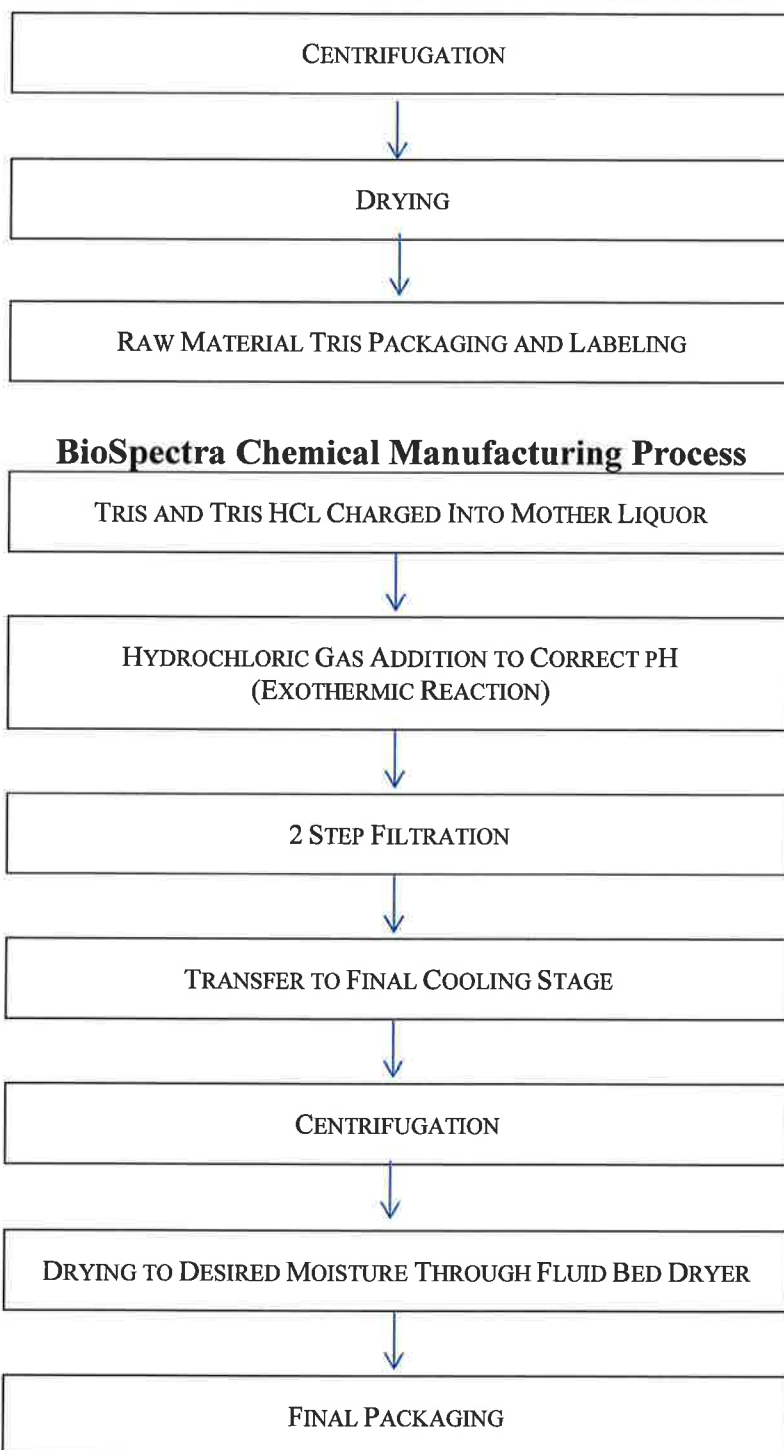 CENTRIFUGATION
DRYING
RAW MATERIAL TRIS PACKAGING AND LABELING
BioSpectra Chemical Manufacturing Process
TRIS AND TRIS HCL CHARGED INTO MOTHER LIQUOR
HYDROCHLORIC GAS ADDITION TO CORRECT PH
(EXOTHERMIC REACTION)
2 STEP FILTRATION
TRANSFER TO FINAL COOLING STAGE
CENTRIFUGATION
DRYING TO DESIRED MOISTURE THROUGH FLUID BED DRYER
FINAL PACKAGING